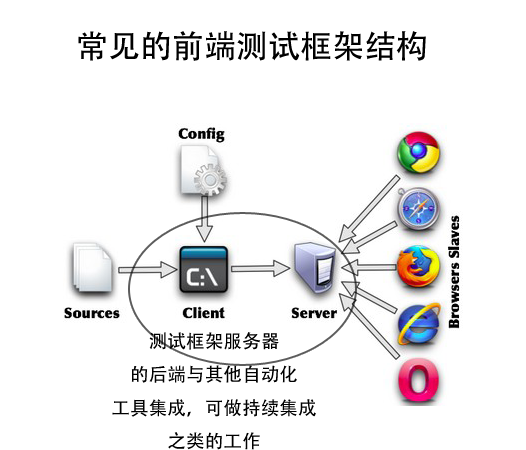 常见的前端测试框架结构
Config
C:\
Sources
Client
Server
Browsers Slaves
测试框架服务器
的后端与其他自动化
工具集成，可做持续集成
之类的工作